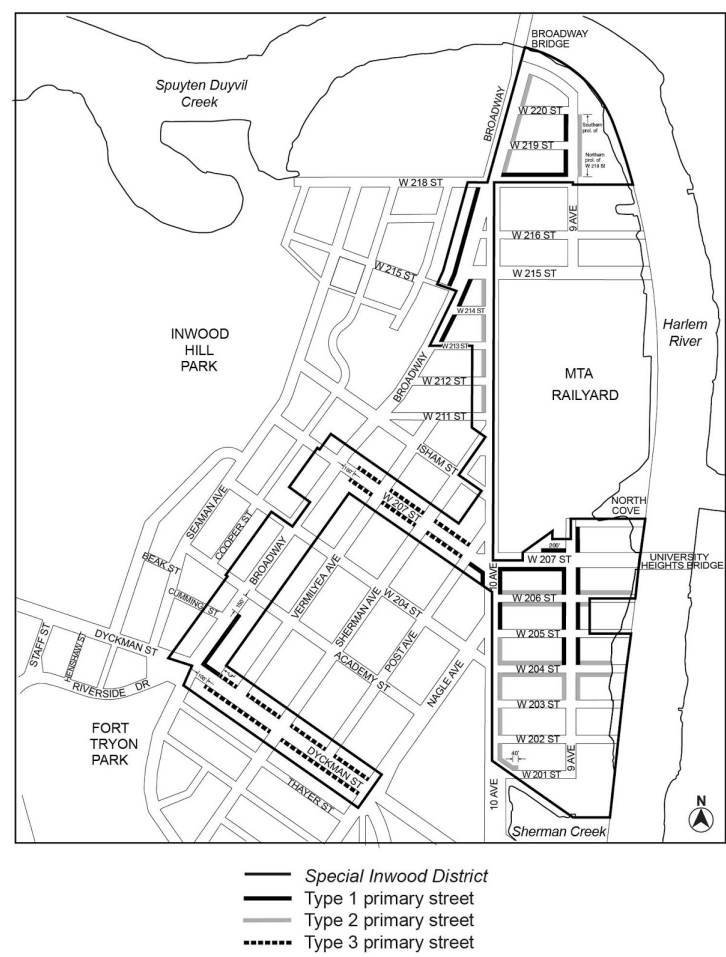 BROADWAY
BRIDGE
Spuyten Duyvil
Creek
BROADWAY
W 220 ST
Southern
prol. of
W 219 ST
Northern
prol. of
W 218 St
W 218 ST
9 AVE
W 216 ST
W 215 ST
W 215 ST
W 214 ST
Harlem
River
INWOOD
HILL
PARK
W 213 ST
BROADWAY
MTA
RAILYARD
W 212 ST
W 211 ST
ISHAM ST
100'
W 207 ST
SEAMAN AVE
COOPER ST
NORTH
COVE
BROADWAY
200'
W 207 ST
UNIVERSITY
HEIGHTS BRIDGE
BEAK ST
VERMILYEA AVE
10 AVE
CUMMING ST
100'
W 204 ST
W 206 ST
SHERMAN AVE
DYCKMAN ST
W 205 ST
STAFF ST
HENSHAW ST
POST AVE
ACADEMY ST
NAGLE AVE
W 204 ST
RIVERSIDE DR
100'
W 203 ST
FORT
TRYON
PARK
W 202 ST
DYCKMAN ST
40'
9 AVE
W 201 ST
THAYER ST
10 AVE
N
Sherman Creek
Special Inwood District
Type 1 primary street
Type 2 primary street
Type 3 primary street